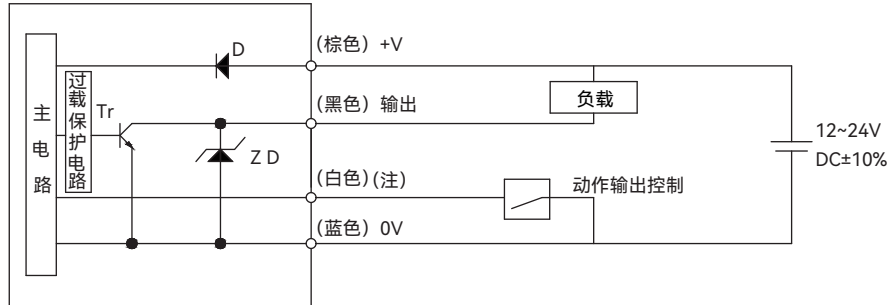 D
(棕色) +V
过载保护电路
主电路
Tr
(黑色) 输出
负载
12~24V
DC±10%
Z D
(白色) (注)
动作输出控制
(蓝色) 0V